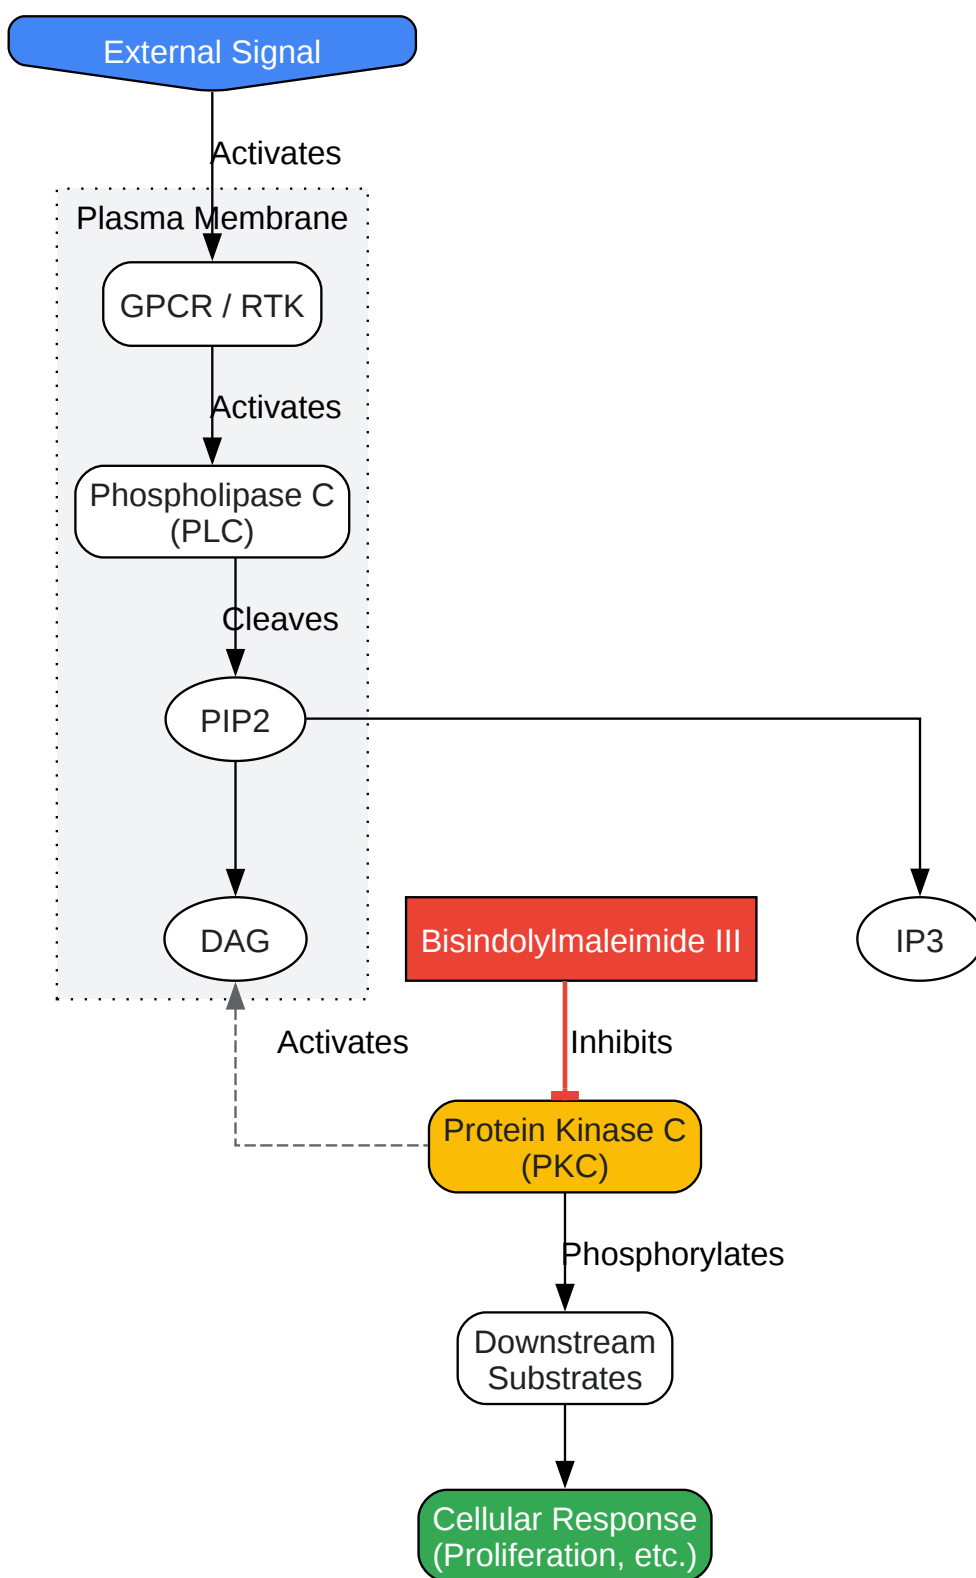 External Signal
Activates
Plasma Membrane
GPCR / RTK
Activates
Phospholipase C
(PLC)
Cleaves
PIP2
DAG
Bisindolylmaleimide III
IP3
Activates
Inhibits
Protein Kinase C
(PKC)
Phosphorylates
Downstream
Substrates
Cellular Response
(Proliferation, etc.)